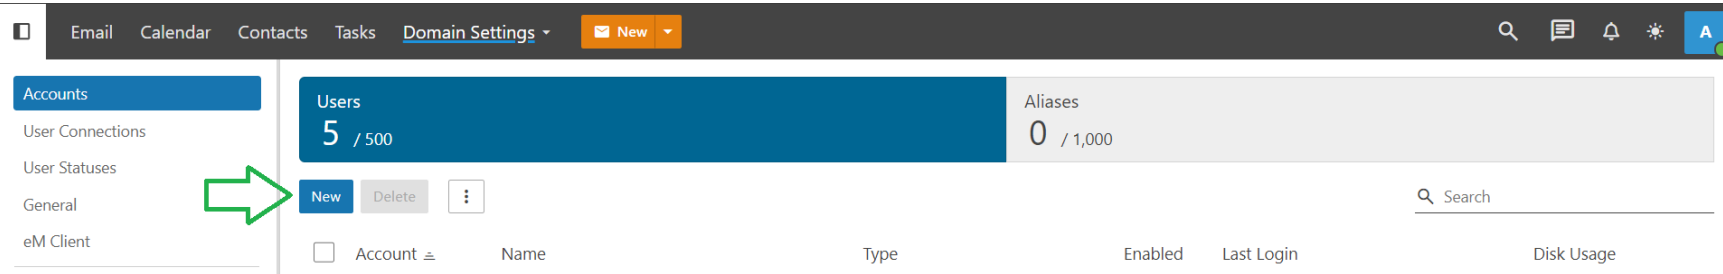 Email Calendar Contacts Tasks Domain Settings New A
Accounts
User Connections
User Statuses
General
eM Client
Users
5 / 500
Aliases
0 / 1,000
New Delete
Search
Account Name Type Enabled Last Login Disk Usage